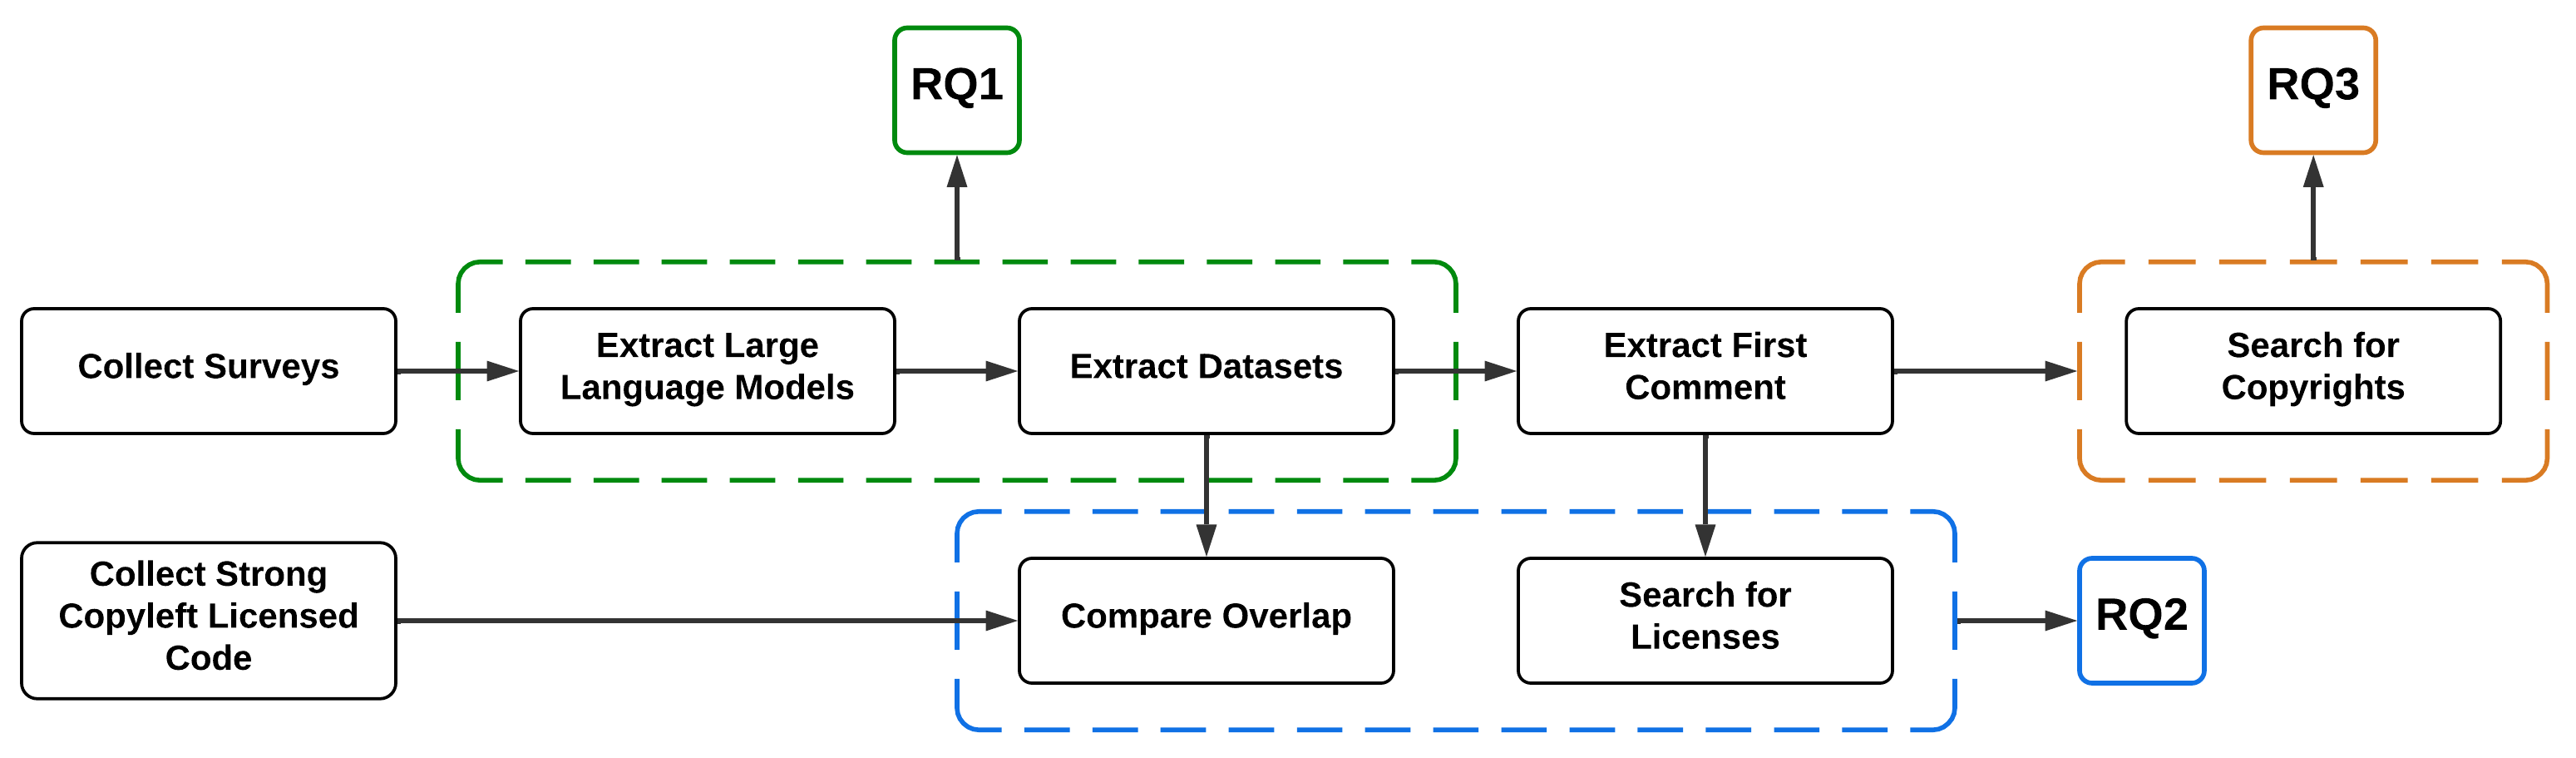 RQ1
RQ3
Collect Surveys
Extract Large
Language Models
Extract Datasets
Extract First
Comment
Search for
Copyrights
Collect Strong
Copyleft Licensed
Code
Compare Overlap
Search for
Licenses
RQ2